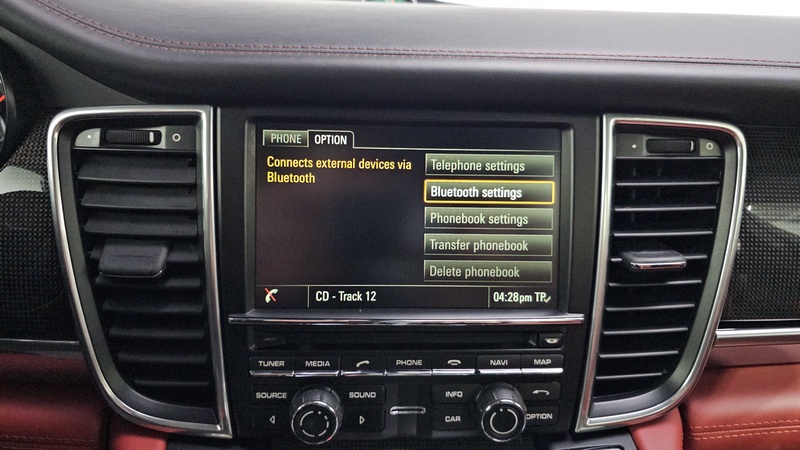 PHONE OPTION
Connects external devices via
Bluetooth
Telephone settings
Bluetooth settings
Phonebook settings
Transfer phonebook
Delete phonebook
CD - Track 12
04:28pm TP
TUNER MEDIA PHONE NAVI MAP
SOURCE SOUND INFO
CAR OPTION